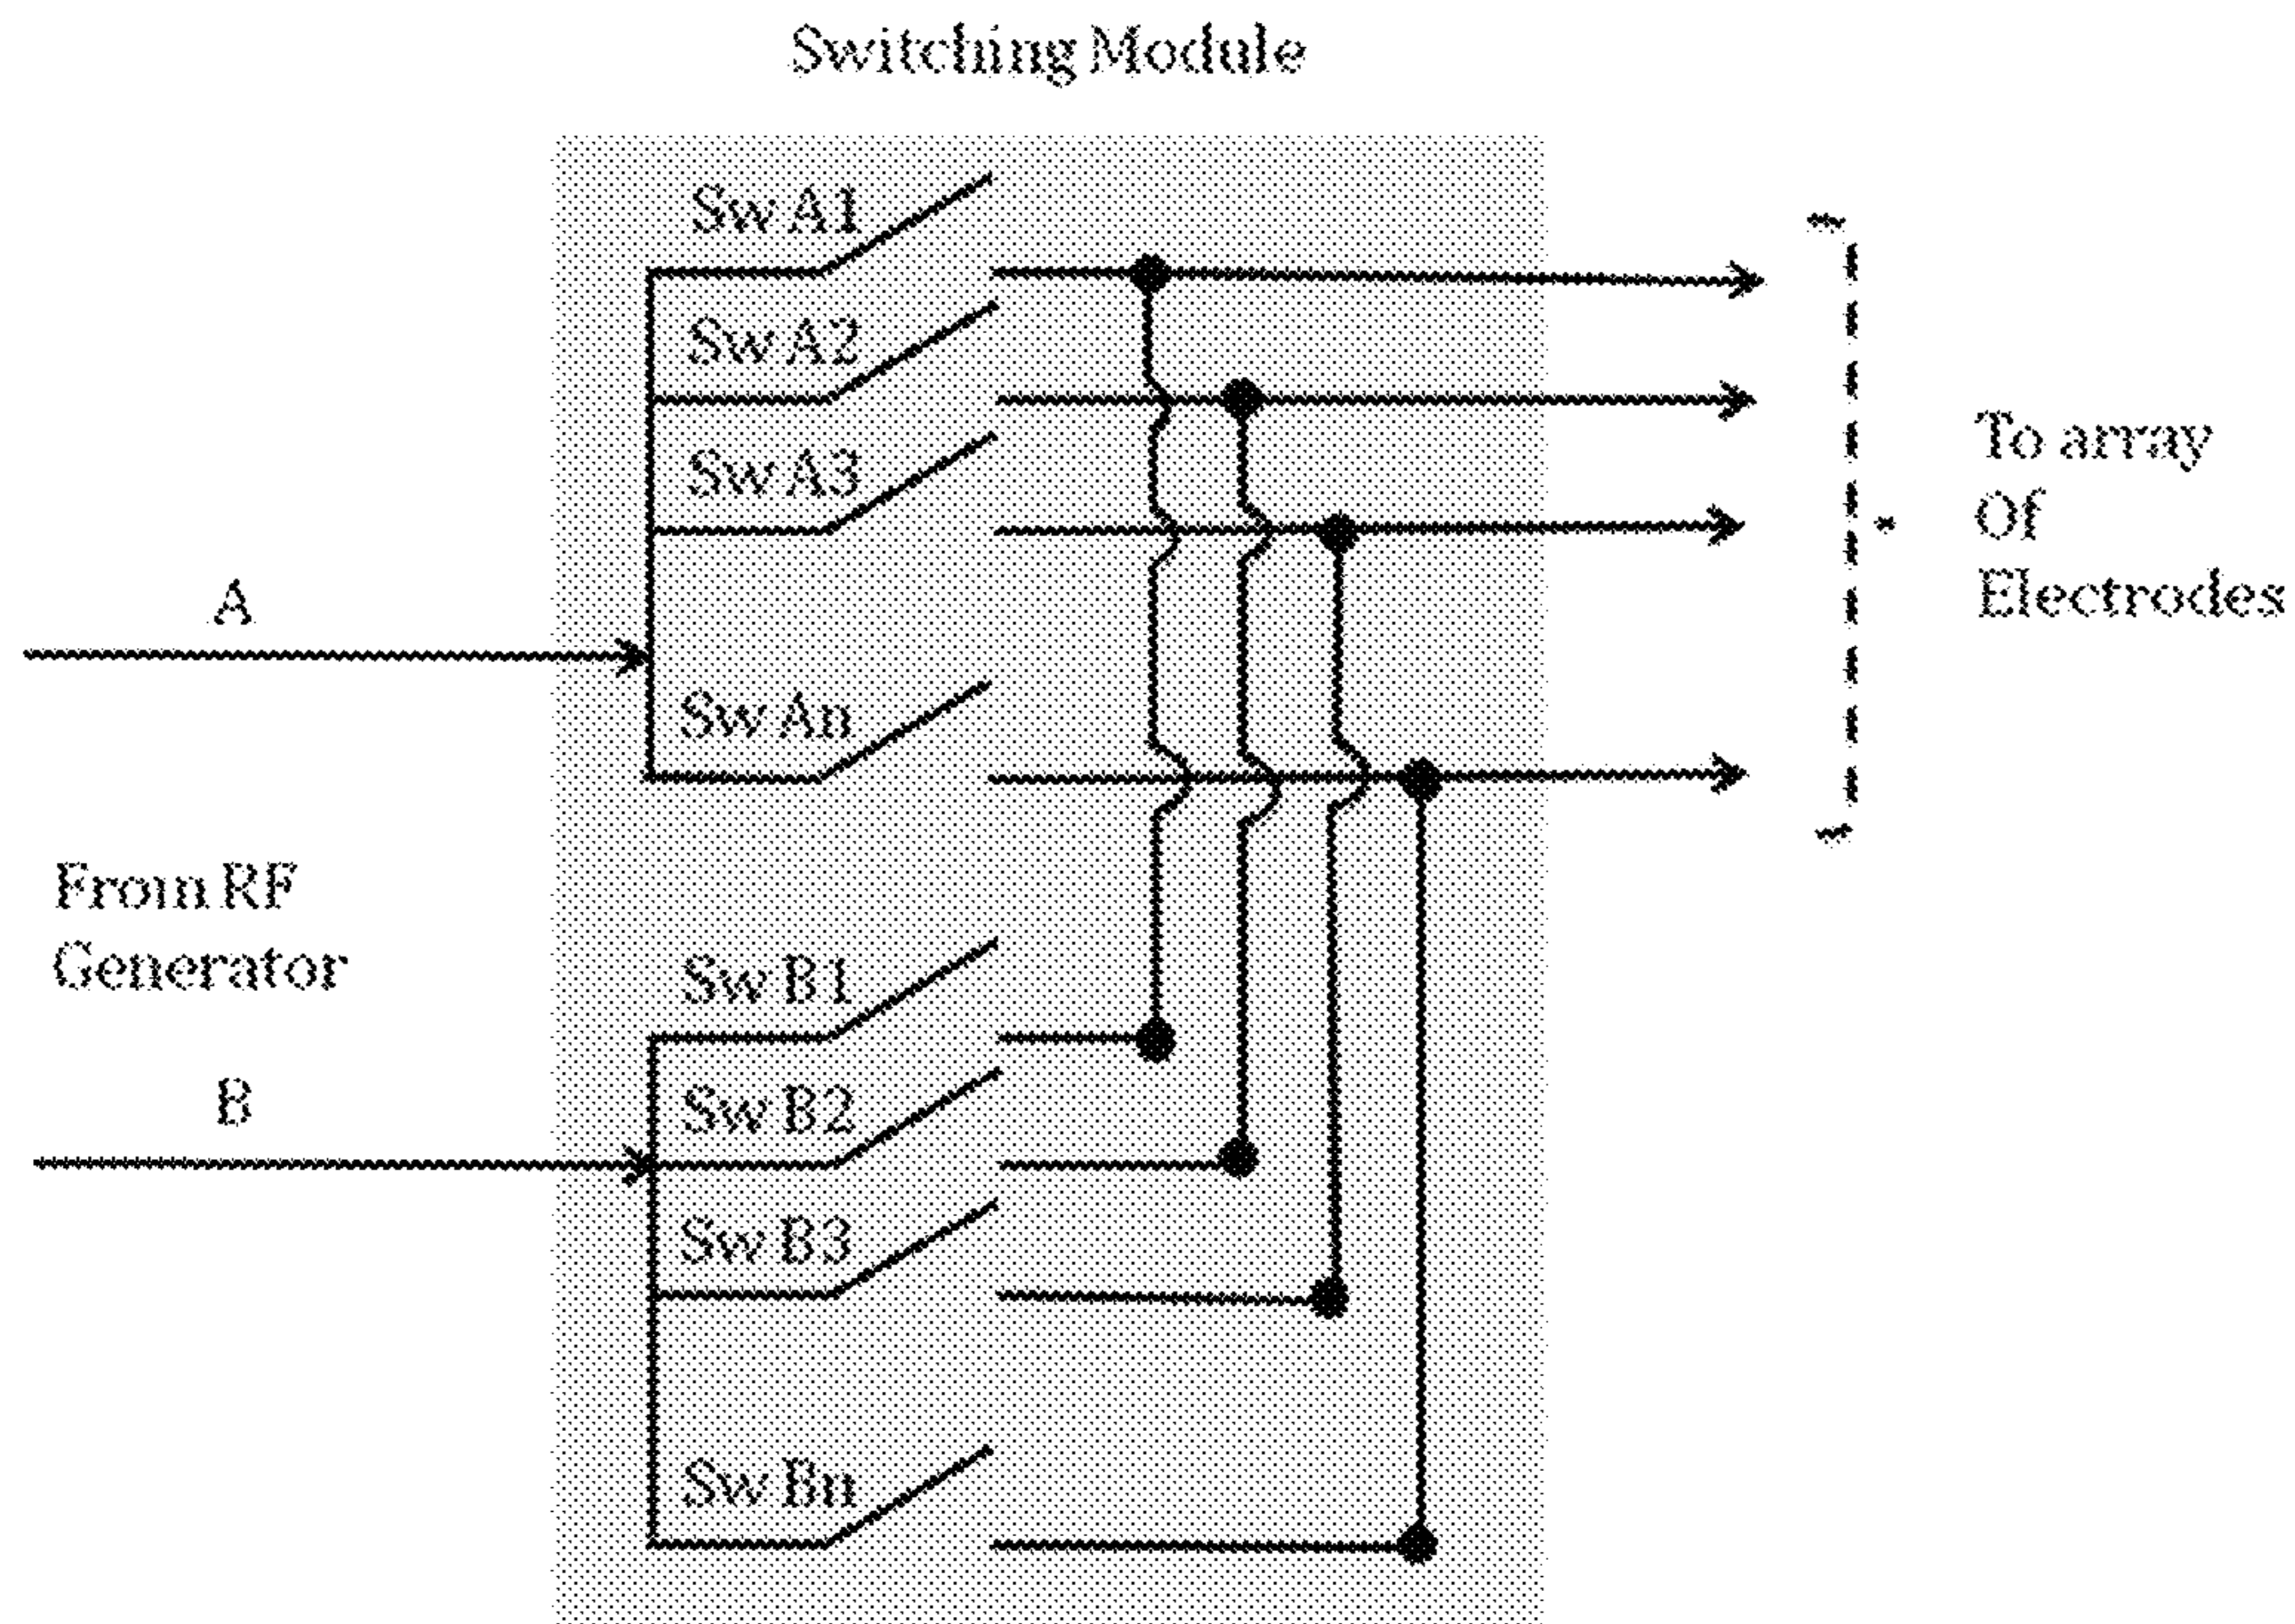 Switching Module
Sw A1
Sw A2
Sw A3
A
Sw An
From RF
Generator
Sw B1
B
Sw B2
Sw B3
Sw Bn
To array
Of
Electrodes